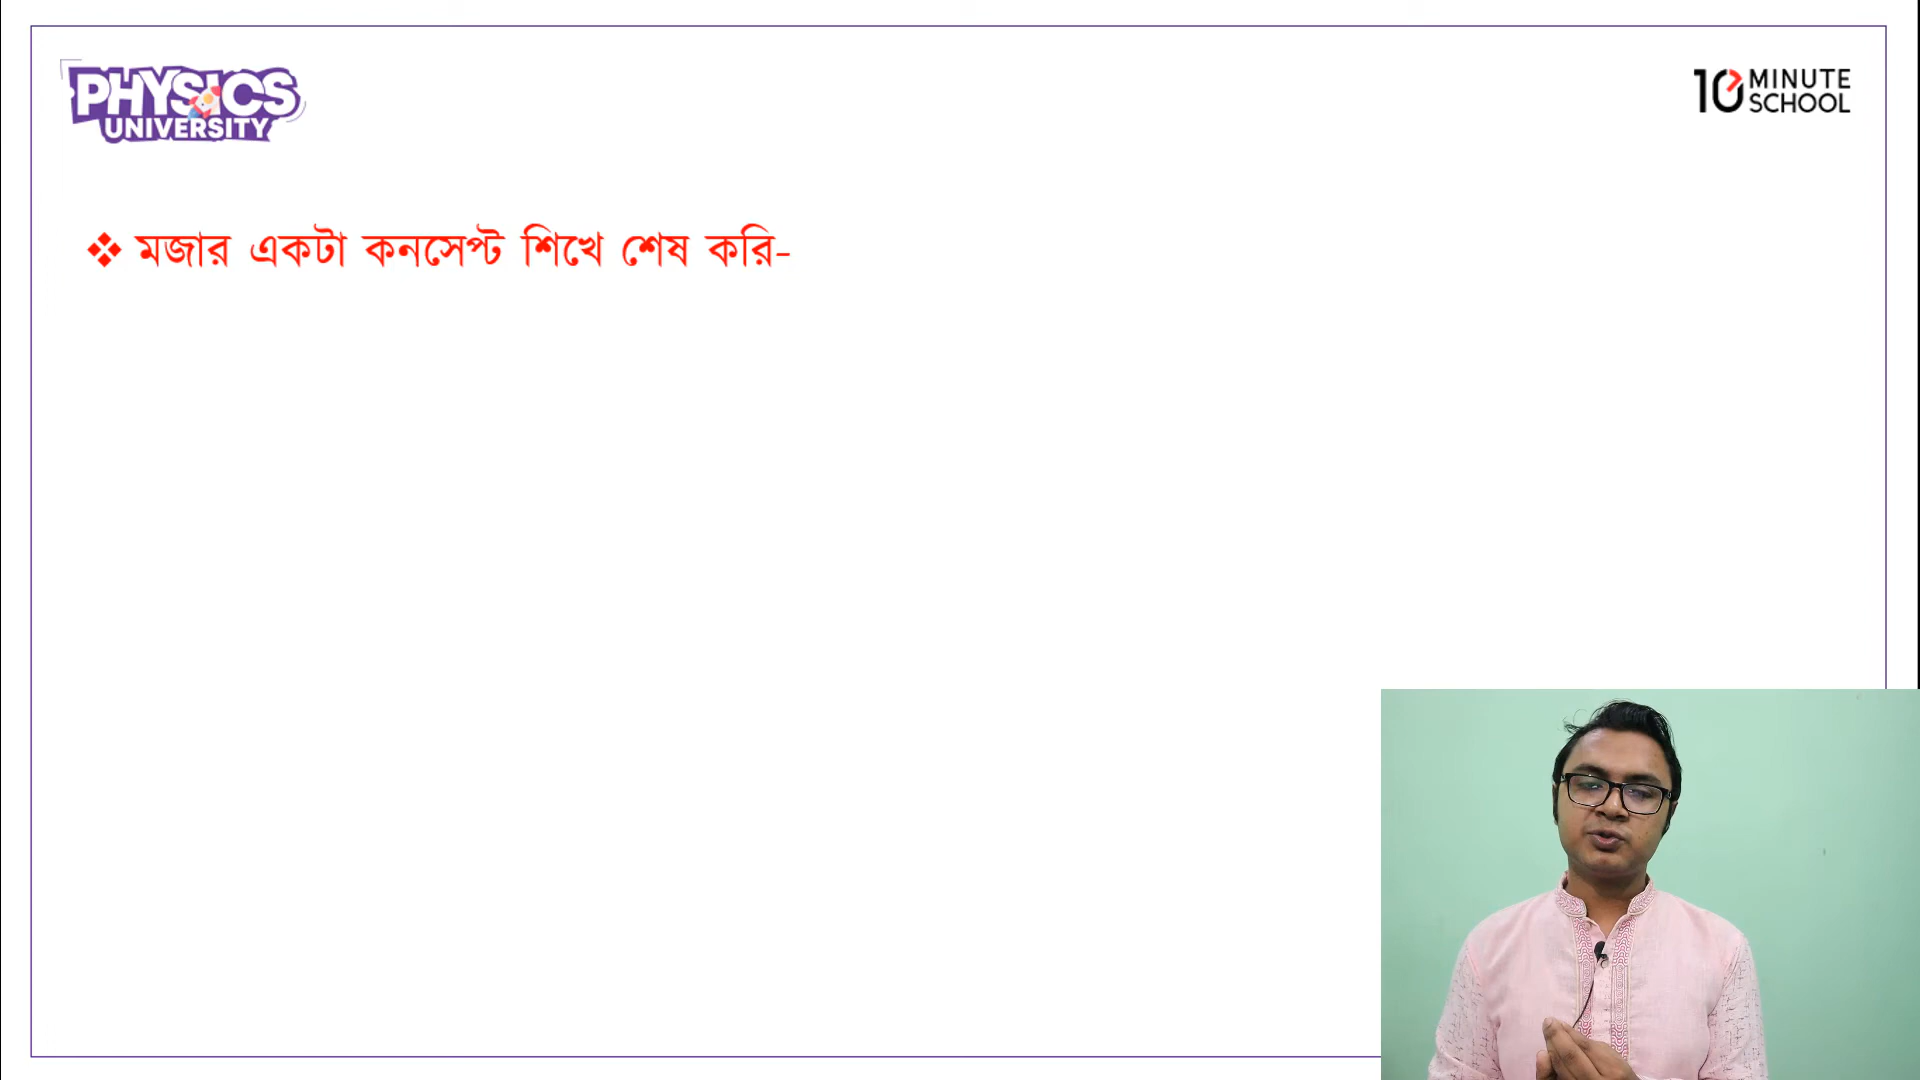 PHYSICS
UNIVERSITY
10 MINUTE
SCHOOL
❖ মজার একটা কনসেপ্ট শিখে শেষ করি-